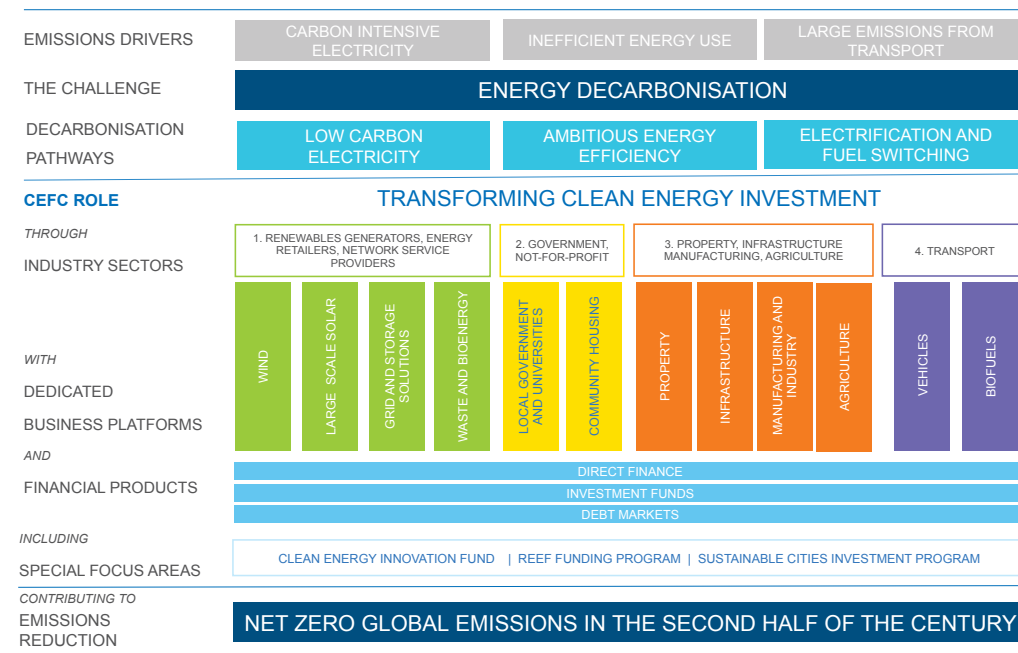 EMISSIONS DRIVERS
CARBON INTENSIVE
ELECTRICITY
INEFFICIENT ENERGY USE
LARGE EMISSIONS FROM
TRANSPORT
THE CHALLENGE
ENERGY DECARBONISATION
DECARBONISATION
PATHWAYS
LOW CARBON
ELECTRICITY
AMBITIOUS ENERGY
EFFICIENCY
ELECTRIFICATION AND
FUEL SWITCHING
CEFC ROLE
TRANSFORMING CLEAN ENERGY INVESTMENT
THROUGH
INDUSTRY SECTORS
1. RENEWABLES GENERATORS, ENERGY
RETAILERS, NETWORK SERVICE
PROVIDERS
2. GOVERNMENT,
NOT-FOR-PROFIT
3. PROPERTY, INFRASTRUCTURE
MANUFACTURING, AGRICULTURE
4. TRANSPORT
WITH
DEDICATED
BUSINESS PLATFORMS
WIND
LARGE SCALE SOLAR
GRID AND STORAGE
SOLUTIONS
WASTE AND BIOENERGY
LOCAL GOVERNMENT
AND UNIVERSITIES
COMMUNITY HOUSING
PROPERTY
INFRASTRUCTURE
MANUFACTURING AND
INDUSTRY
AGRICULTURE
VEHICLES
BIOFUELS
AND
FINANCIAL PRODUCTS
DIRECT FINANCE
INVESTMENT FUNDS
DEBT MARKETS
INCLUDING
SPECIAL FOCUS AREAS
CLEAN ENERGY INNOVATION FUND | REEF FUNDING PROGRAM | SUSTAINABLE CITIES INVESTMENT PROGRAM
CONTRIBUTING TO
EMISSIONS
REDUCTION
NET ZERO GLOBAL EMISSIONS IN THE SECOND HALF OF THE CENTURY